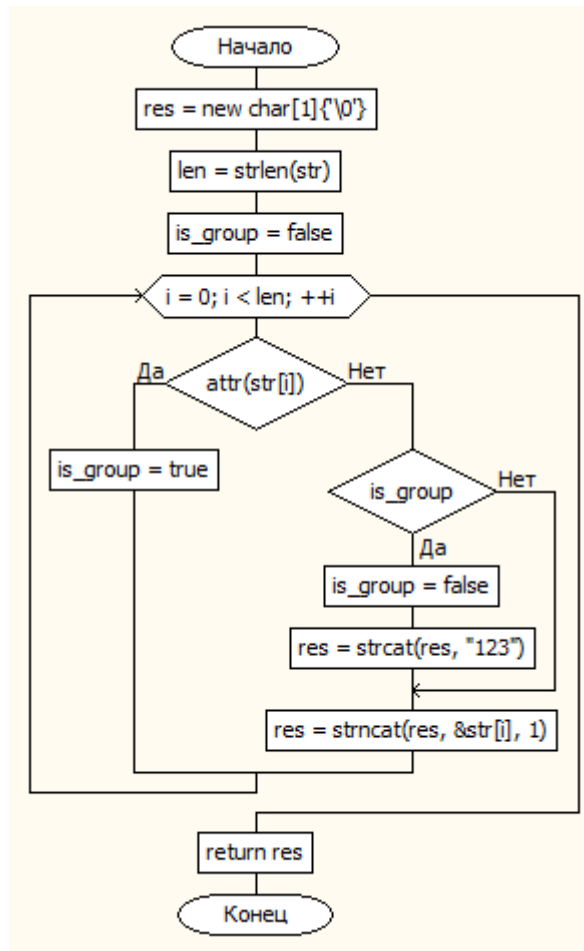 Начало
res = new char[1]{'\0'}
len = strlen(str)
is_group = false
i = 0; i < len; ++i
Да
attr(str[i])
Нет
is_group = true
is_group
Нет
Да
is_group = false
res = strcat(res, "123")
res = strncat(res, &str[i], 1)
return res
Конец